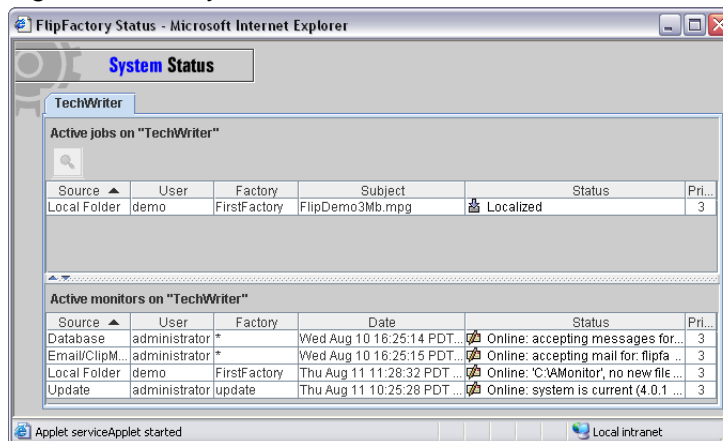 FlipFactory Status - Microsoft Internet Explorer
System Status
TechWriter
Active jobs on "TechWriter"
Source User Factory Subject Status Pri...
Local Folder demo FirstFactory FlipDemo3Mb.mpg Localized 3
Active monitors on "TechWriter"
Source User Factory Date Status Pri...
Database administrator * Wed Aug 10 16:25:14 PDT... Online: accepting messages for... 3
Email/ClipM... administrator * Wed Aug 10 16:25:15 PDT... Online: accepting mail for: flipfa ... 3
Local Folder demo FirstFactory Thu Aug 11 11:28:32 PDT ... Online: 'C:\AMonitor', no new file ... 3
Update administrator update Thu Aug 11 10:25:28 PDT ... Online: system is current (4.0.1 ... 3
Applet serviceApplet started Local intranet